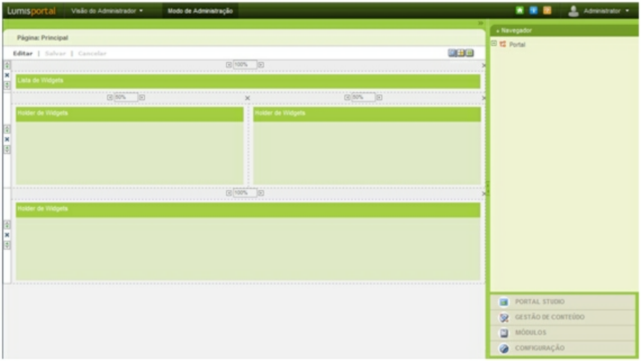 Lumisportal Visão do Administrador Modo de Administração Administrator
Página: Principal
Editar | Salvar | Cancelar
100%
Lista de Widgets
50% 50%
Holder de Widgets Holder de Widgets
100%
Holder de Widgets
Navegador
Portal
PORTAL STUDIO
GESTÃO DE CONTEÚDO
MÓDULOS
CONFIGURAÇÃO